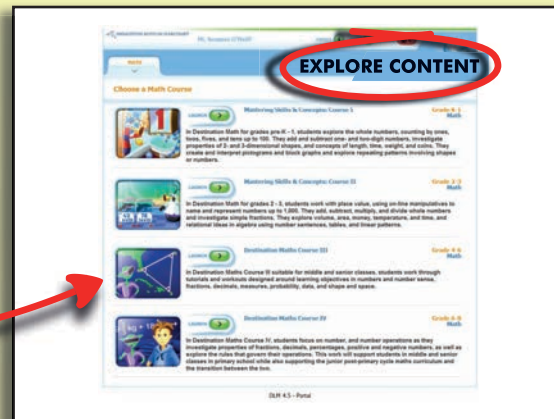 EXPLORE CONTENT
MATH
Choose a Math Course
LAUNCH
Mastering Skills & Concepts: Course I
Grade K-1
Math
In Destination Math for grades pre-K - 1, students explore the whole numbers, counting by ones,
twos, fives, and tens up to 100. They add and subtract one- and two-digit numbers, investigate
properties of 2- and 3-dimensional shapes, and concepts of length, time, weight, and coins. They
create and interpret pictograms and block graphs and explore repeating patterns involving shapes
or numbers.
LAUNCH
Mastering Skills & Concepts: Course II
Grade 2-3
Math
In Destination Math for grades 2 - 3, students work with place value, using on-line manipulatives to
name and represent numbers up to 1,000. They add, subtract, multiply, and divide whole numbers
and investigate simple fractions. They explore volume, area, money, temperature, and time, and
relational ideas in algebra using number sentences, tables, and linear patterns.
LAUNCH
Destination Maths Course III
Grade 4-6
Math
In Destination Maths Course III suitable for middle and senior classes, students work through
tutorials and workouts designed around learning objectives in numbers and number sense,
fractions, decimals, measures, probability, data, and shape and space.
LAUNCH
Destination Maths Course IV
Grade 6-8
Math
In Destination Maths Course IV, students focus on number, and number operations as they
investigate properties of fractions, decimals, percentages, positive and negative numbers, as well as
explore the rules that govern their operations. This work will support students in middle and senior
classes in primary school while also supporting the junior post-primary cycle maths curriculum and
the transition between the two.
DLM 4.5 - Portal